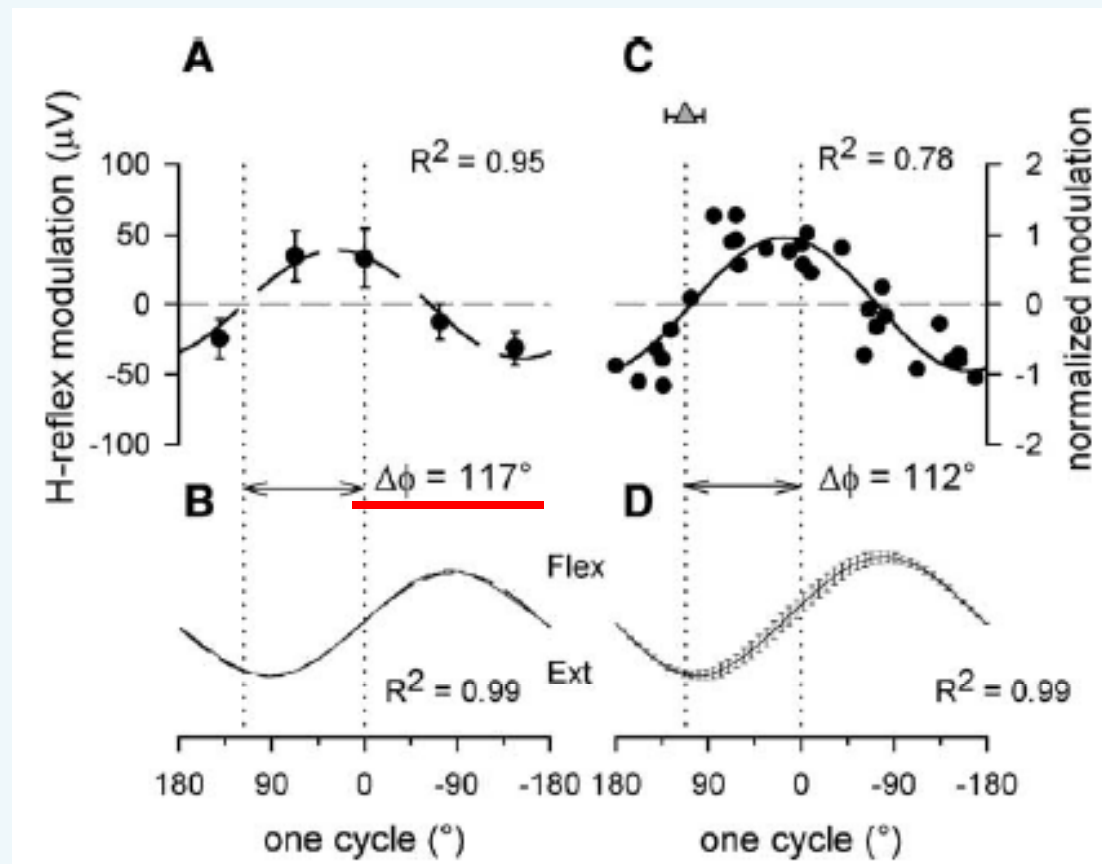 A
C
H-reflex modulation (μV)
100
50
0
-50
-100
R² = 0.95
R² = 0.78
2
1
0
-1
-2
normalized modulation
Δϕ = 117°
Δϕ = 112°
B
D
Flex
Ext
R² = 0.99
R² = 0.99
180 90 0 -90 -180
180 90 0 -90 -180
one cycle (°)
one cycle (°)